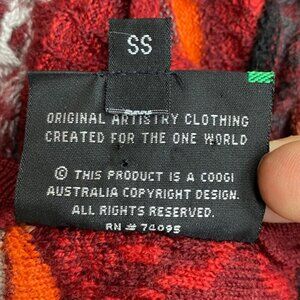 SS
ORIGINAL ARTISTRY CLOTHING
CREATED FOR THE ONE WORLD
© THIS PRODUCT IS A COOGI
AUSTRALIA COPYRIGHT DESIGN.
ALL RIGHTS RESERVED.
RN # 74095